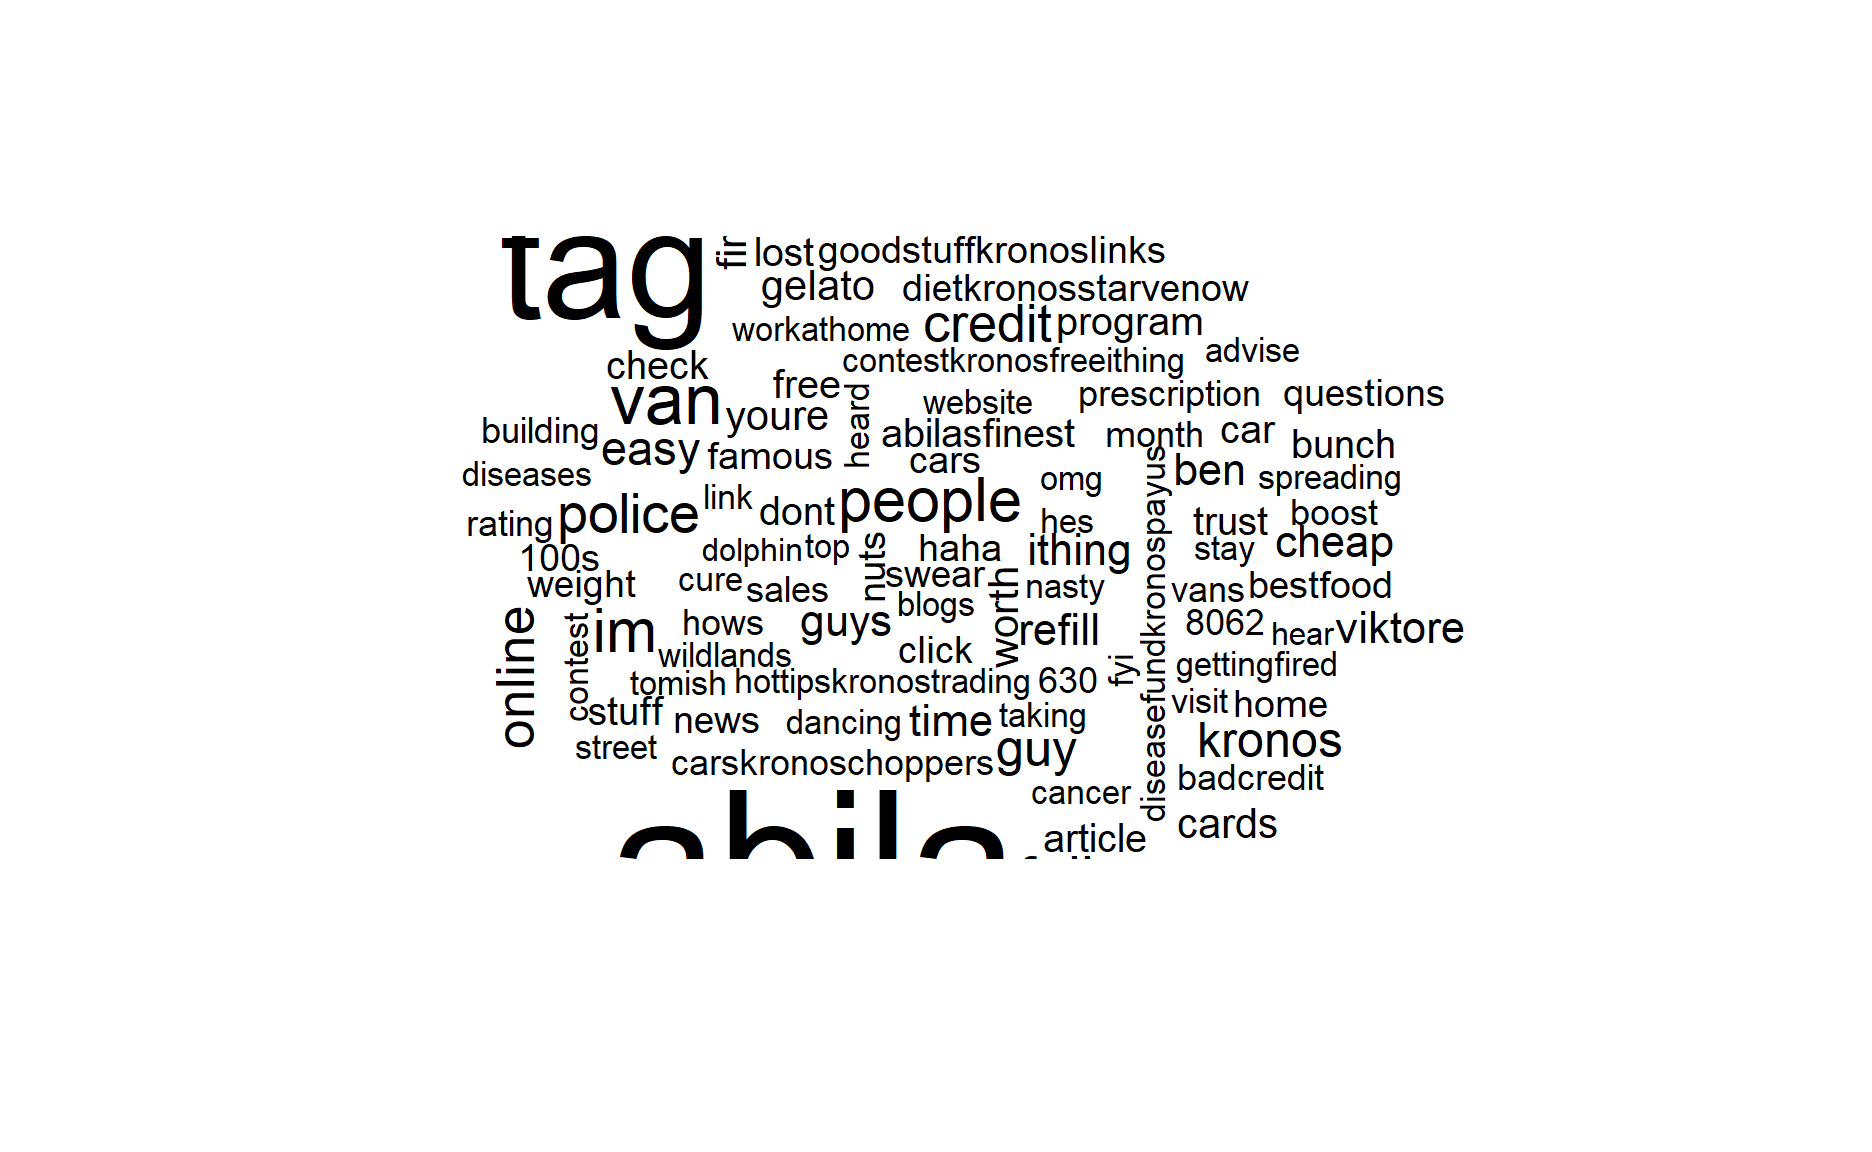 tag fir lost goodstuffkronoslinks
gelato dietkronosstarvenow
workathome credit program
check contestkronosfreeithing advise
van free heard website prescription questions
youre
building easy famous abilasfinest month car bunch
diseases cars omg ben spreading
rating police link dont people hes trust boost
100s dolphin top nuts haha ithing stay cheap
weight cure sales swear worth nasty vans bestfood
blogs
online contest im hows guys click refill 8062 hear viktore
wildlands fyi diseasefundkronospayus gettingfired
tomish hottipskronostrading 630 visit home
stuff news dancing time taking
street carskronoschoppers guy kronos
cancer badcredit
abila article cards